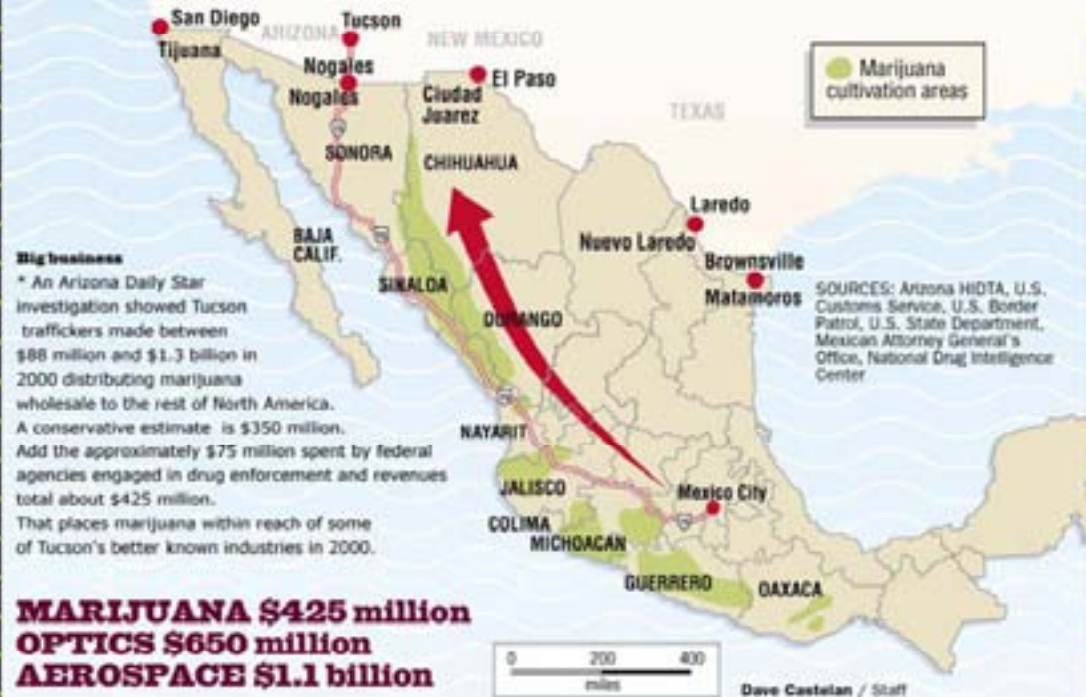 San Diego
Tijuana
ARIZONA
Tucson
NEW MEXICO
Nogales
Nogales
El Paso
Ciudad
Juarez
TEXAS
Marijuana
cultivation areas
SONORA
CHIHUAHUA
Laredo
Nuevo Laredo
BAJA
CALIF.
Brownsville
Matamoros
SINALOA
DURANGO
Big business
* An Arizona Daily Star
investigation showed Tucson
traffickers made between
$88 million and $1.3 billion in
2000 distributing marijuana
wholesale to the rest of North America.
A conservative estimate is $350 million.
Add the approximately $75 million spent by federal
agencies engaged in drug enforcement and revenues
total about $425 million.
That places marijuana within reach of some
of Tucson's better known industries in 2000.
SOURCES: Arizona HIDTA, U.S.
Customs Service, U.S. Border
Patrol, U.S. State Department,
Mexican Attorney General's
Office, National Drug Intelligence
Center
NAYARIT
JALISCO
Mexico City
COLIMA
MICHOACAN
GUERRERO
OAXACA
MARIJUANA $425 million
OPTICS $650 million
AEROSPACE $1.1 billion
0 200 400
miles
Dave Castelan / Staff